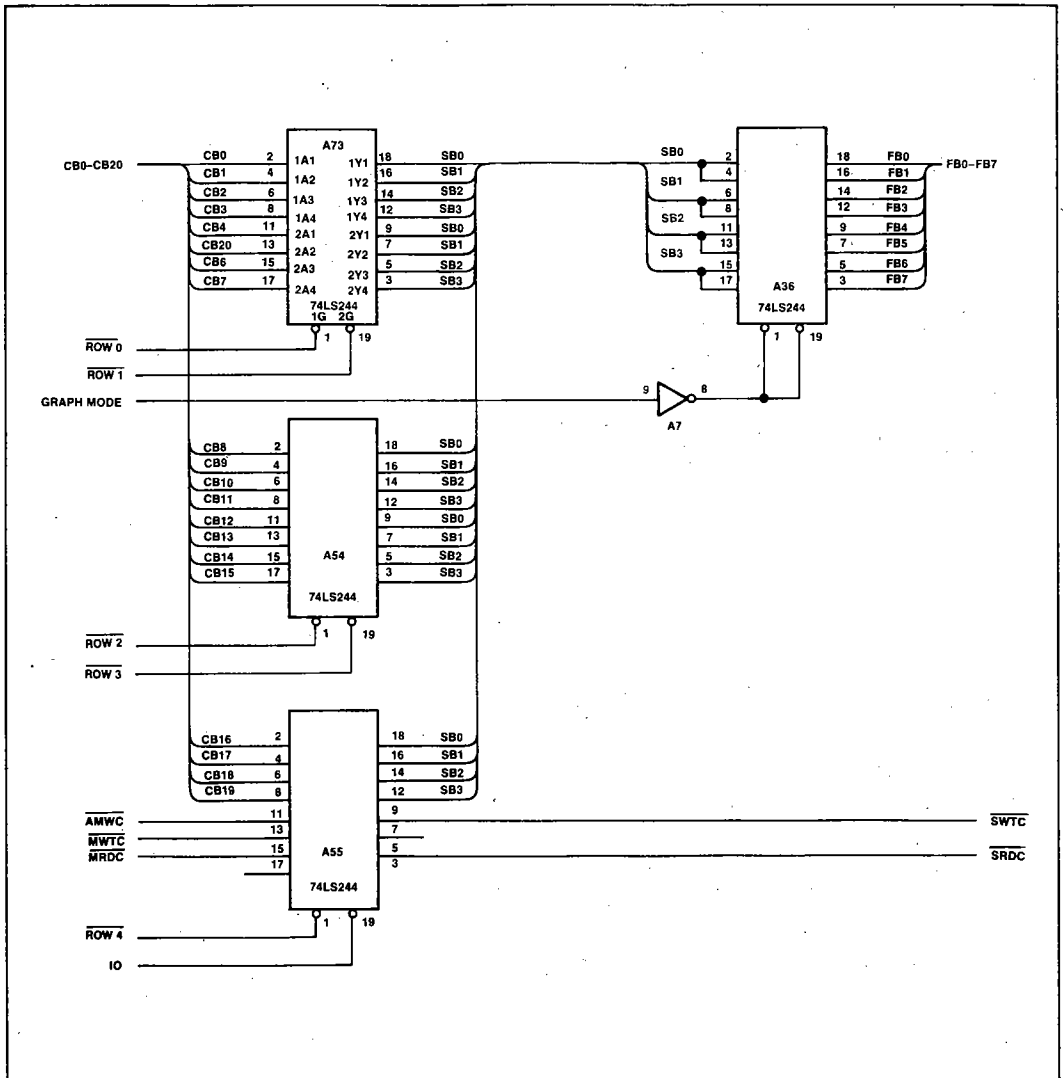 CB0–CB20
CB0 2 1A1 A73 1Y1 18 SB0
CB1 4 1A2 1Y2 16 SB1
CB2 6 1A3 1Y3 14 SB2
CB3 8 1A4 1Y4 12 SB3
CB4 11 2A1 2Y1 9 SB0
CB20 13 2A2 2Y2 7 SB1
CB6 15 2A3 2Y3 5 SB2
CB7 17 2A4 2Y4 3 SB3
74LS244
1G 2G
1 19
ROW 0
ROW 1
GRAPH MODE
SB0 2 18 FB0
4 16 FB1
SB1 6 14 FB2
8 12 FB3
SB2 11 9 FB4
13 7 FB5
SB3 15 5 FB6
17 3 FB7
A36
74LS244
1 19
FB0–FB7
9 8
A7
CB8 2 18 SB0
CB9 4 16 SB1
CB10 6 14 SB2
CB11 8 12 SB3
CB12 11 9 SB0
CB13 13 7 SB1
CB14 15 A54 5 SB2
CB15 17 3 SB3
74LS244
1 19
ROW 2
ROW 3
CB16 2 18 SB0
CB17 4 16 SB1
CB18 6 14 SB2
CB19 8 12 SB3
AMWC 11 9 SWTC
MWTC 13 7
MRDC 15 A55 5 SRDC
17 3
74LS244
1 19
ROW 4
IO